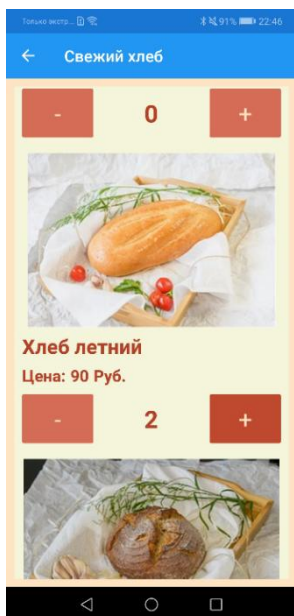 Только экстр... 91% 22:46
← Свежий хлеб
- 0 +
Хлеб летний
Цена: 90 Руб.
- 2 +